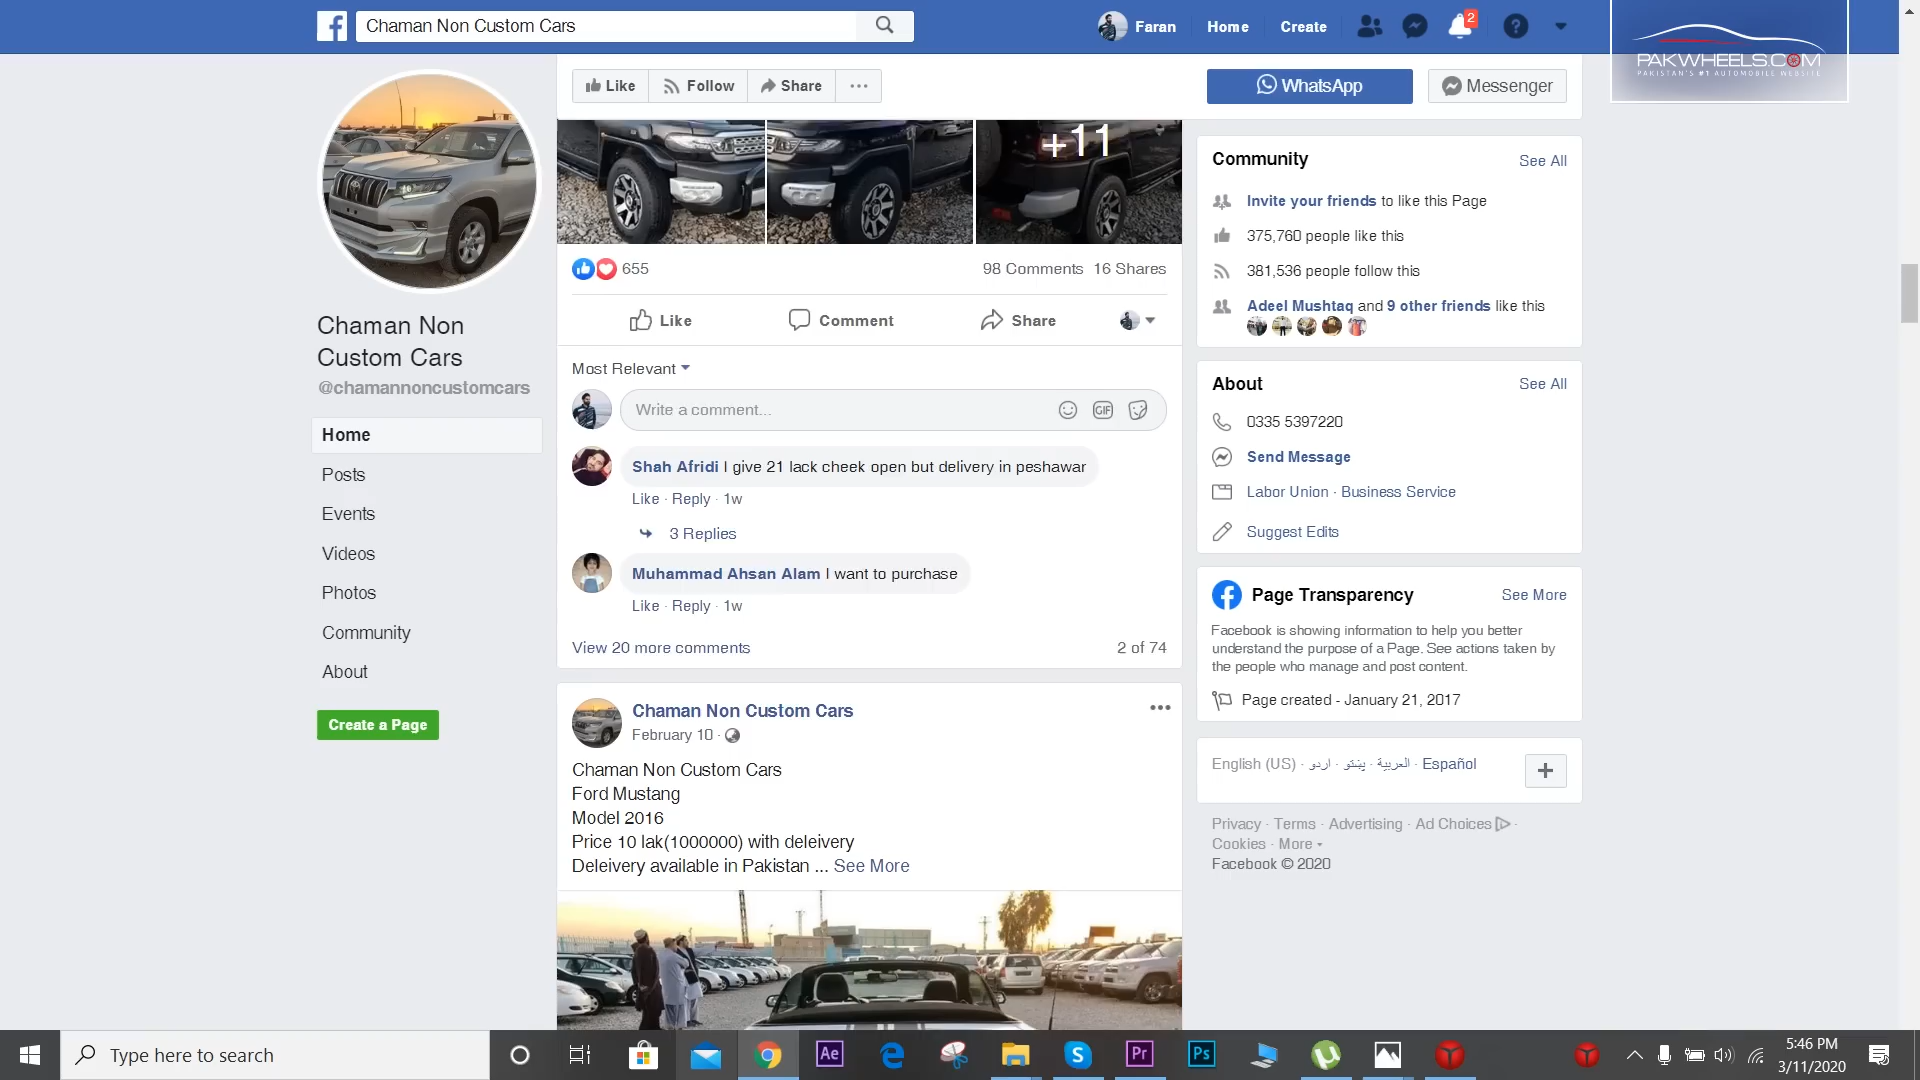 Chaman Non Custom Cars
Faran
Home
Create
2
PAKWHEELS.COM
PAKISTAN'S #1 AUTOMOBILE WEBSITE
Chaman Non
Custom Cars
@chamannoncustomcars
Home
Posts
Events
Videos
Photos
Community
About
Create a Page
Like
Follow
Share
WhatsApp
Messenger
+11
655
98 Comments 16 Shares
Like
Comment
Share
Most Relevant
Write a comment...
GIF
Shah Afridi I give 21 lack cheek open but delivery in peshawar
Like · Reply · 1w
3 Replies
Muhammad Ahsan Alam I want to purchase
Like · Reply · 1w
View 20 more comments
2 of 74
Chaman Non Custom Cars
February 10 ·
Chaman Non Custom Cars
Ford Mustang
Model 2016
Price 10 lak(1000000) with deleivery
Deleivery available in Pakistan ... See More
Community
See All
Invite your friends to like this Page
375,760 people like this
381,536 people follow this
Adeel Mushtaq and 9 other friends like this
About
See All
0335 5397220
Send Message
Labor Union · Business Service
Suggest Edits
Page Transparency
See More
Facebook is showing information to help you better
understand the purpose of a Page. See actions taken by
the people who manage and post content.
Page created - January 21, 2017
English (US) · اردو · پښتو · العربية · Español
Privacy · Terms · Advertising · Ad Choices ·
Cookies · More
Facebook © 2020
Type here to search
Ae
Pr
Ps
5:46 PM
3/11/2020